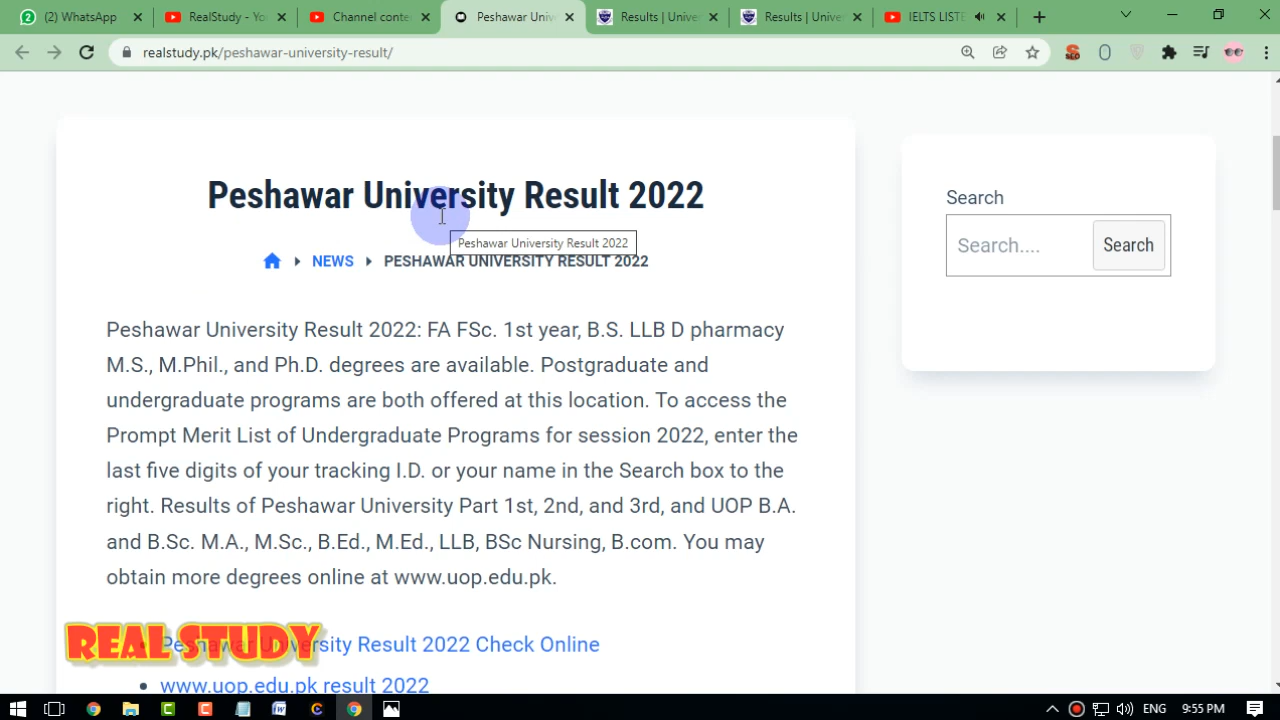 (2) WhatsApp
RealStudy - Yo
Channel conte
Peshawar Univ
Results | Unive
Results | Unive
IELTS LISTE
realstudy.pk/peshawar-university-result/
Peshawar University Result 2022
Peshawar University Result 2022
NEWS
PESHAWAR UNIVERSITY RESULT 2022
Peshawar University Result 2022: FA FSc. 1st year, B.S. LLB D pharmacy
M.S., M.Phil., and Ph.D. degrees are available. Postgraduate and
undergraduate programs are both offered at this location. To access the
Prompt Merit List of Undergraduate Programs for session 2022, enter the
last five digits of your tracking I.D. or your name in the Search box to the
right. Results of Peshawar University Part 1st, 2nd, and 3rd, and UOP B.A.
and B.Sc. M.A., M.Sc., B.Ed., M.Ed., LLB, BSc Nursing, B.com. You may
obtain more degrees online at www.uop.edu.pk.
Peshawar University Result 2022 Check Online
www.uop.edu.pk result 2022
REAL STUDY
Search
Search....
Search
ENG
9:55 PM